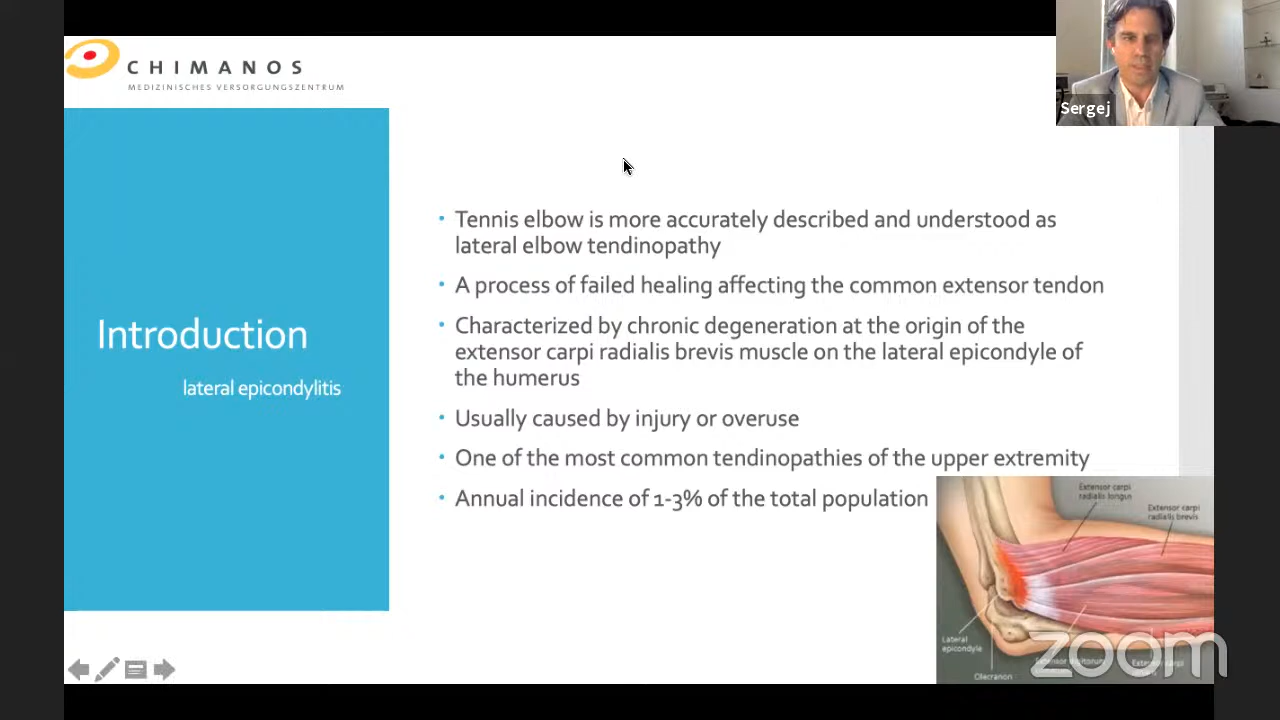 CHIMANOS
MEDIZINISCHES VERSORGUNGSZENTRUM
Sergej
Introduction
lateral epicondylitis
• Tennis elbow is more accurately described and understood as
lateral elbow tendinopathy
• A process of failed healing affecting the common extensor tendon
• Characterized by chronic degeneration at the origin of the
extensor carpi radialis brevis muscle on the lateral epicondyle of
the humerus
• Usually caused by injury or overuse
• One of the most common tendinopathies of the upper extremity
• Annual incidence of 1-3% of the total population
Extensor carpi
radialis longus
Extensor carpi
radialis brevis
Lateral
epicondyle
Olecranon
Extensor
Extensor carpi
zoom